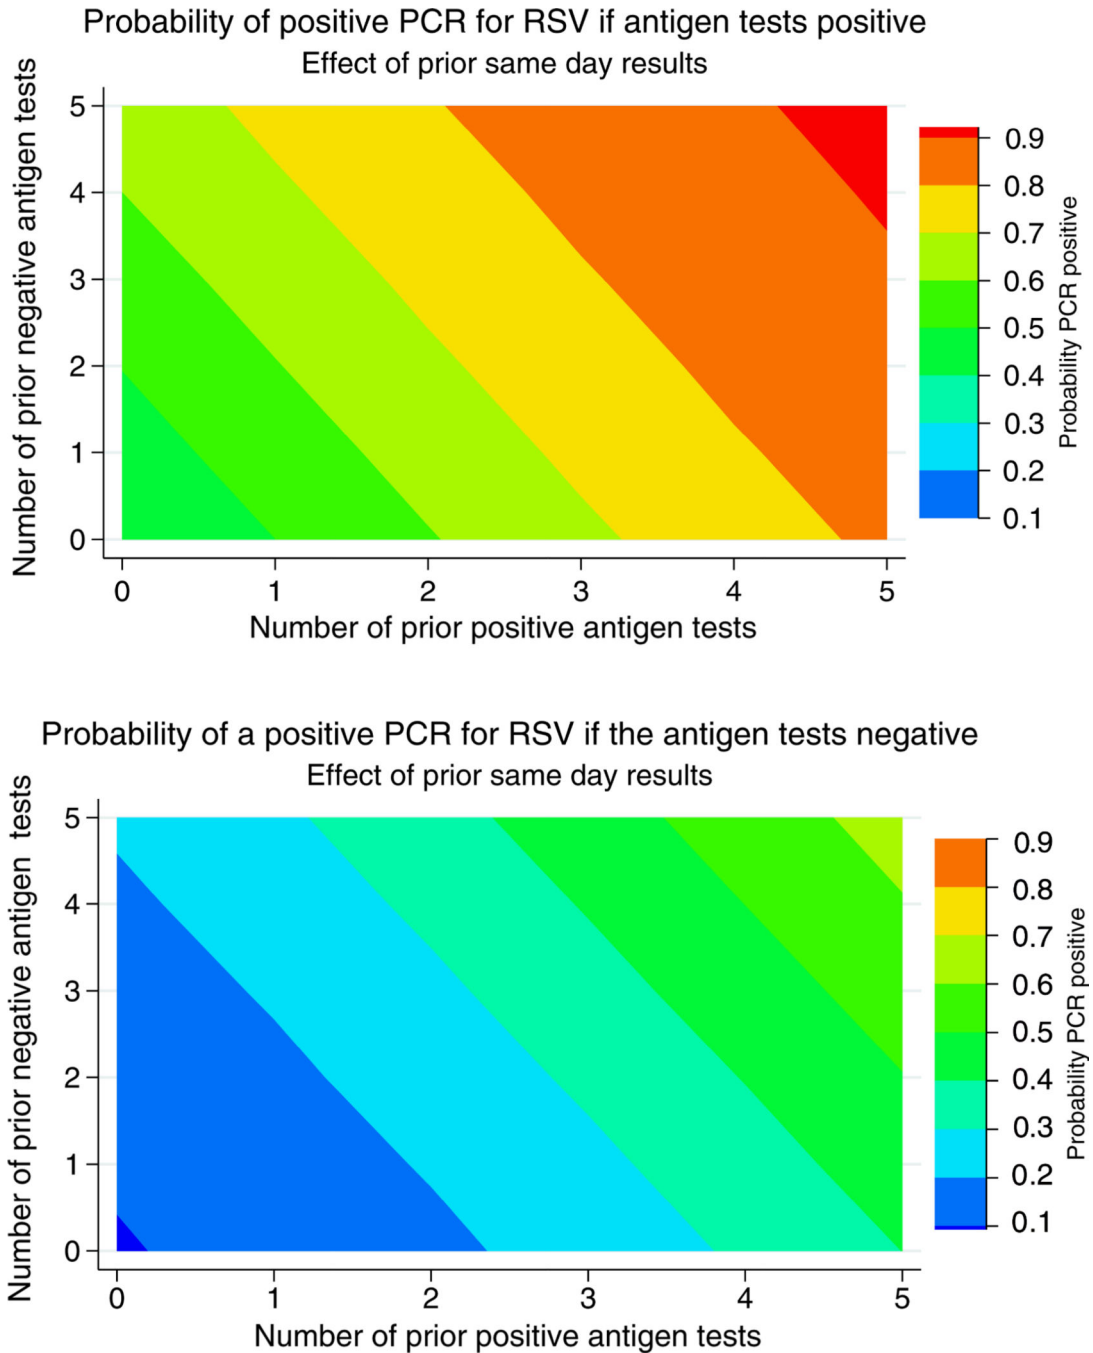 Probability of positive PCR for RSV if antigen tests positive
Effect of prior same day results
Number of prior negative antigen tests
5
4
3
2
1
0
0 1 2 3 4 5
Number of prior positive antigen tests
0.9
0.8
0.7
0.6
0.5
0.4
0.3
0.2
0.1
Probability PCR positive
Probability of a positive PCR for RSV if the antigen tests negative
Effect of prior same day results
Number of prior negative antigen tests
5
4
3
2
1
0
0 1 2 3 4 5
Number of prior positive antigen tests
0.9
0.8
0.7
0.6
0.5
0.4
0.3
0.2
0.1
Probability PCR positive